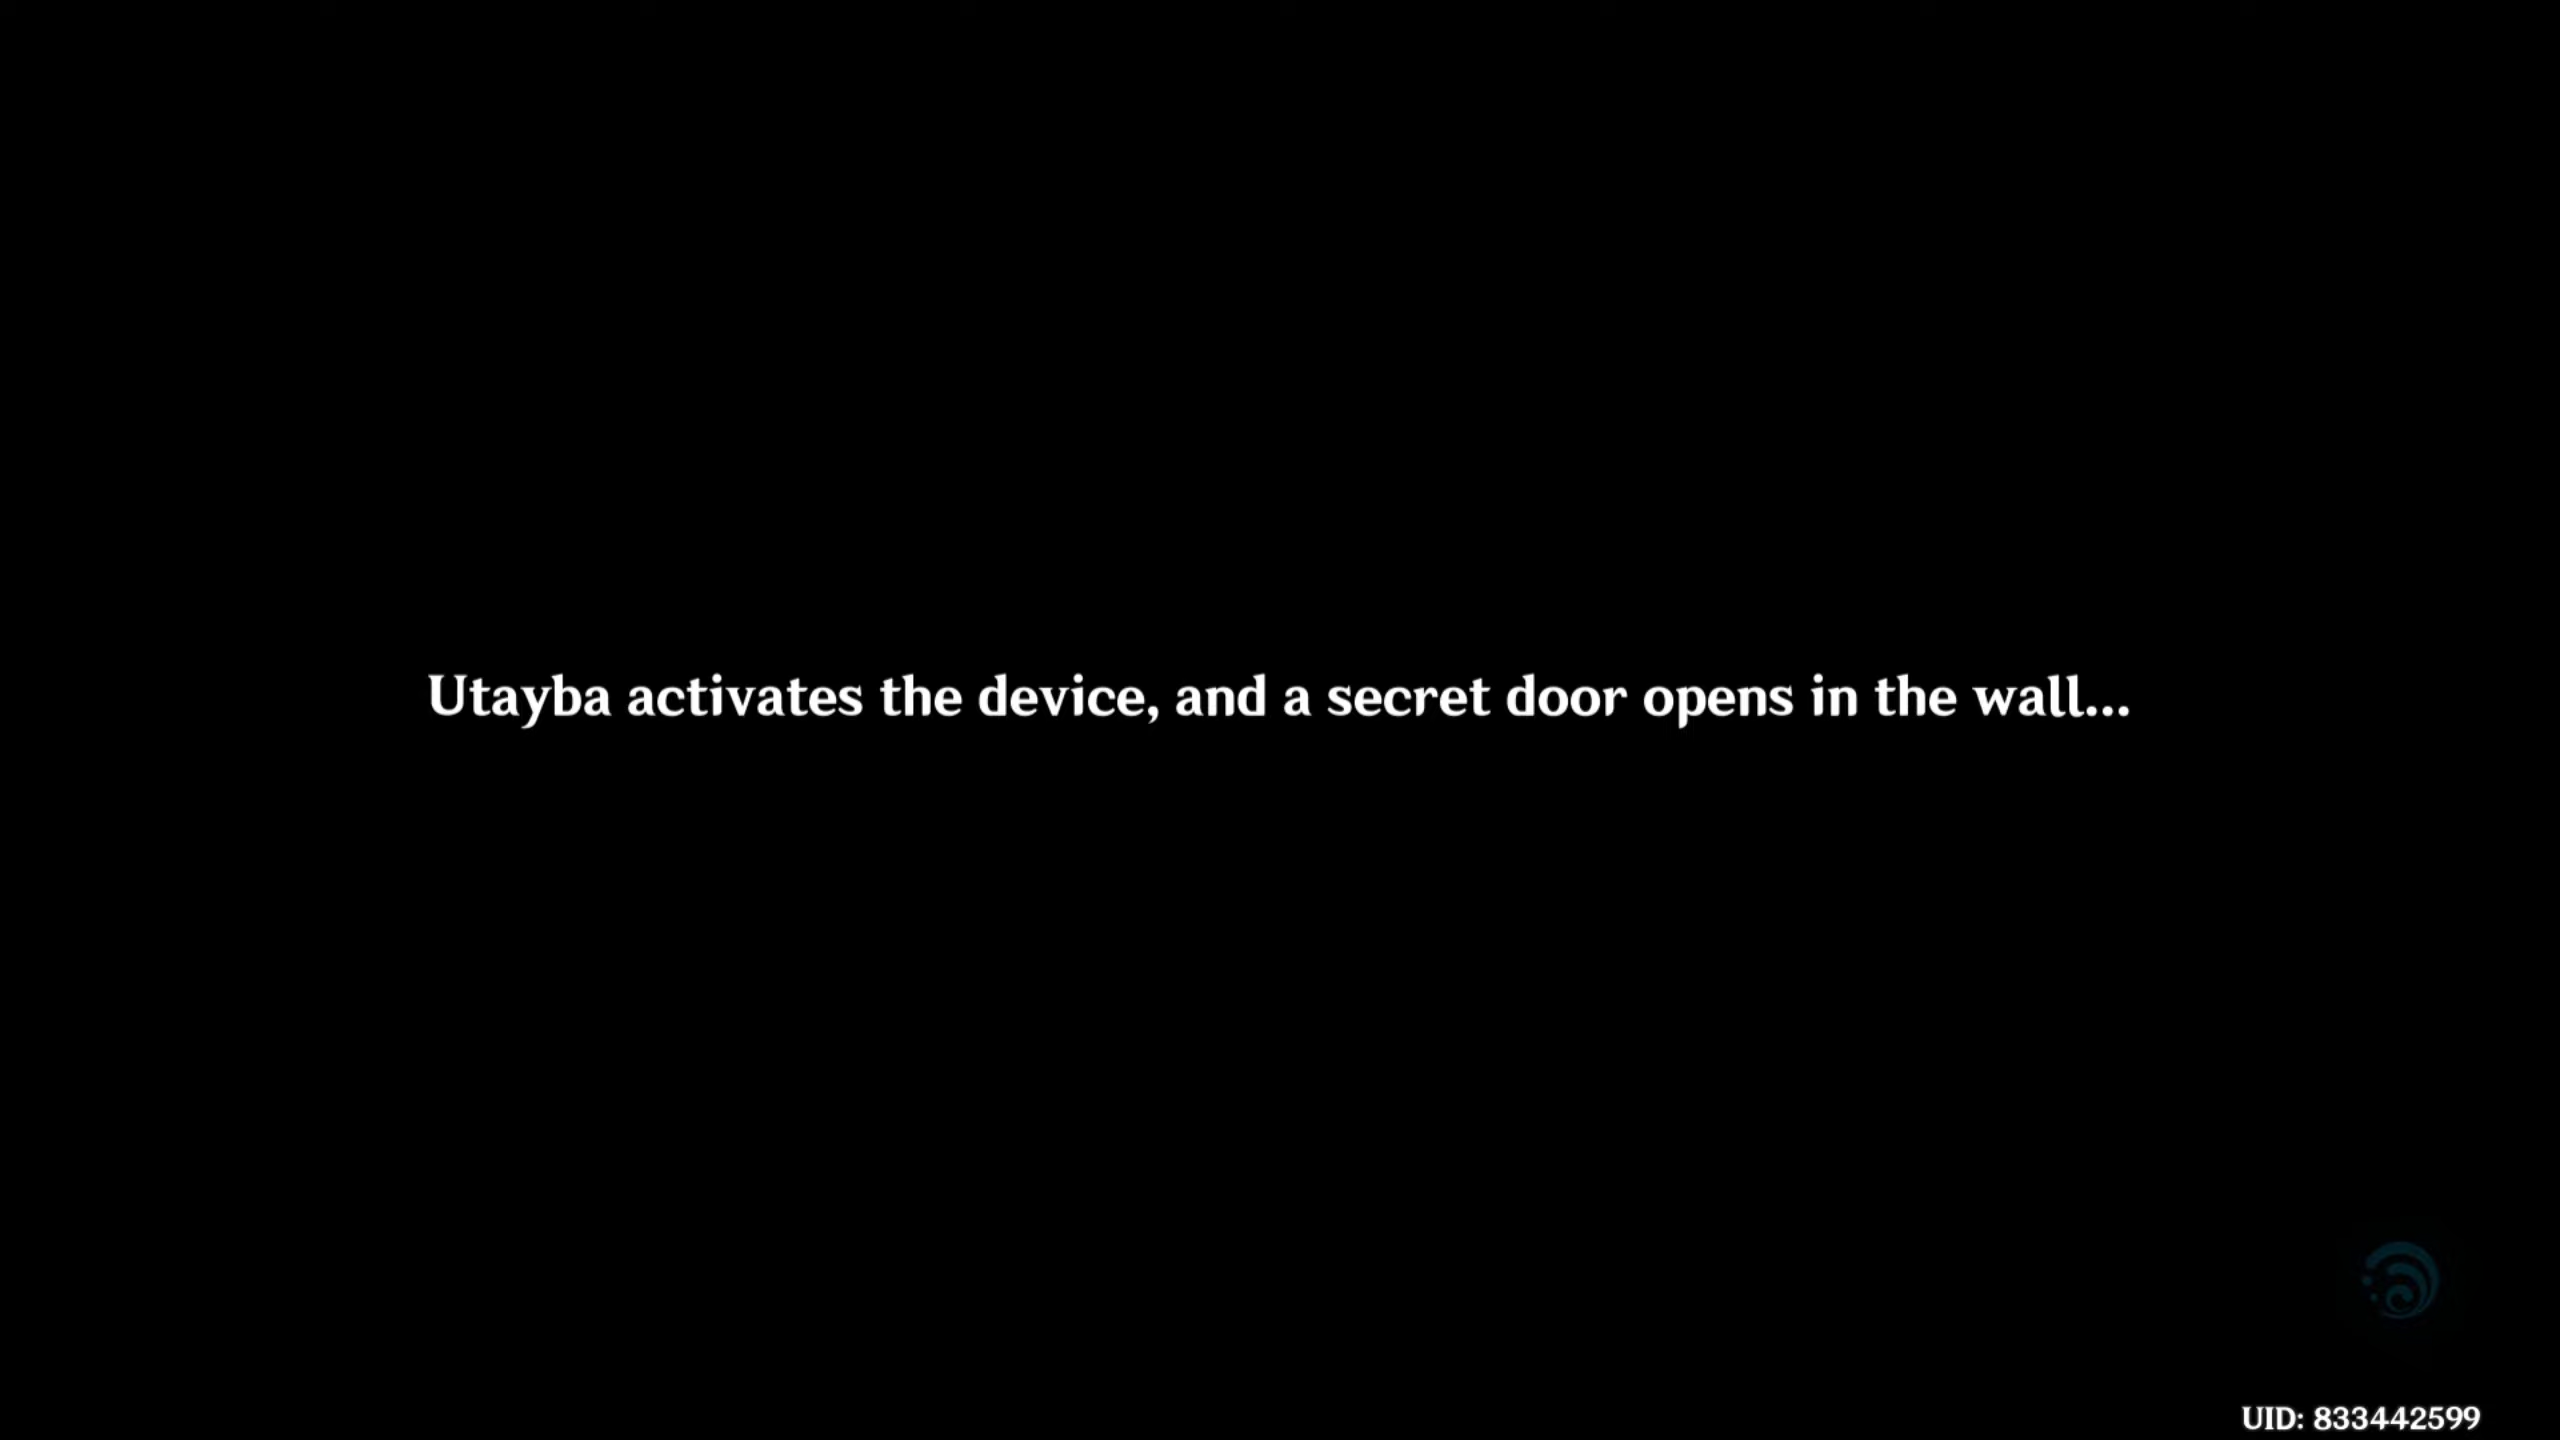 Utayba activates the device, and a secret door opens in the wall...
UID: 833442599